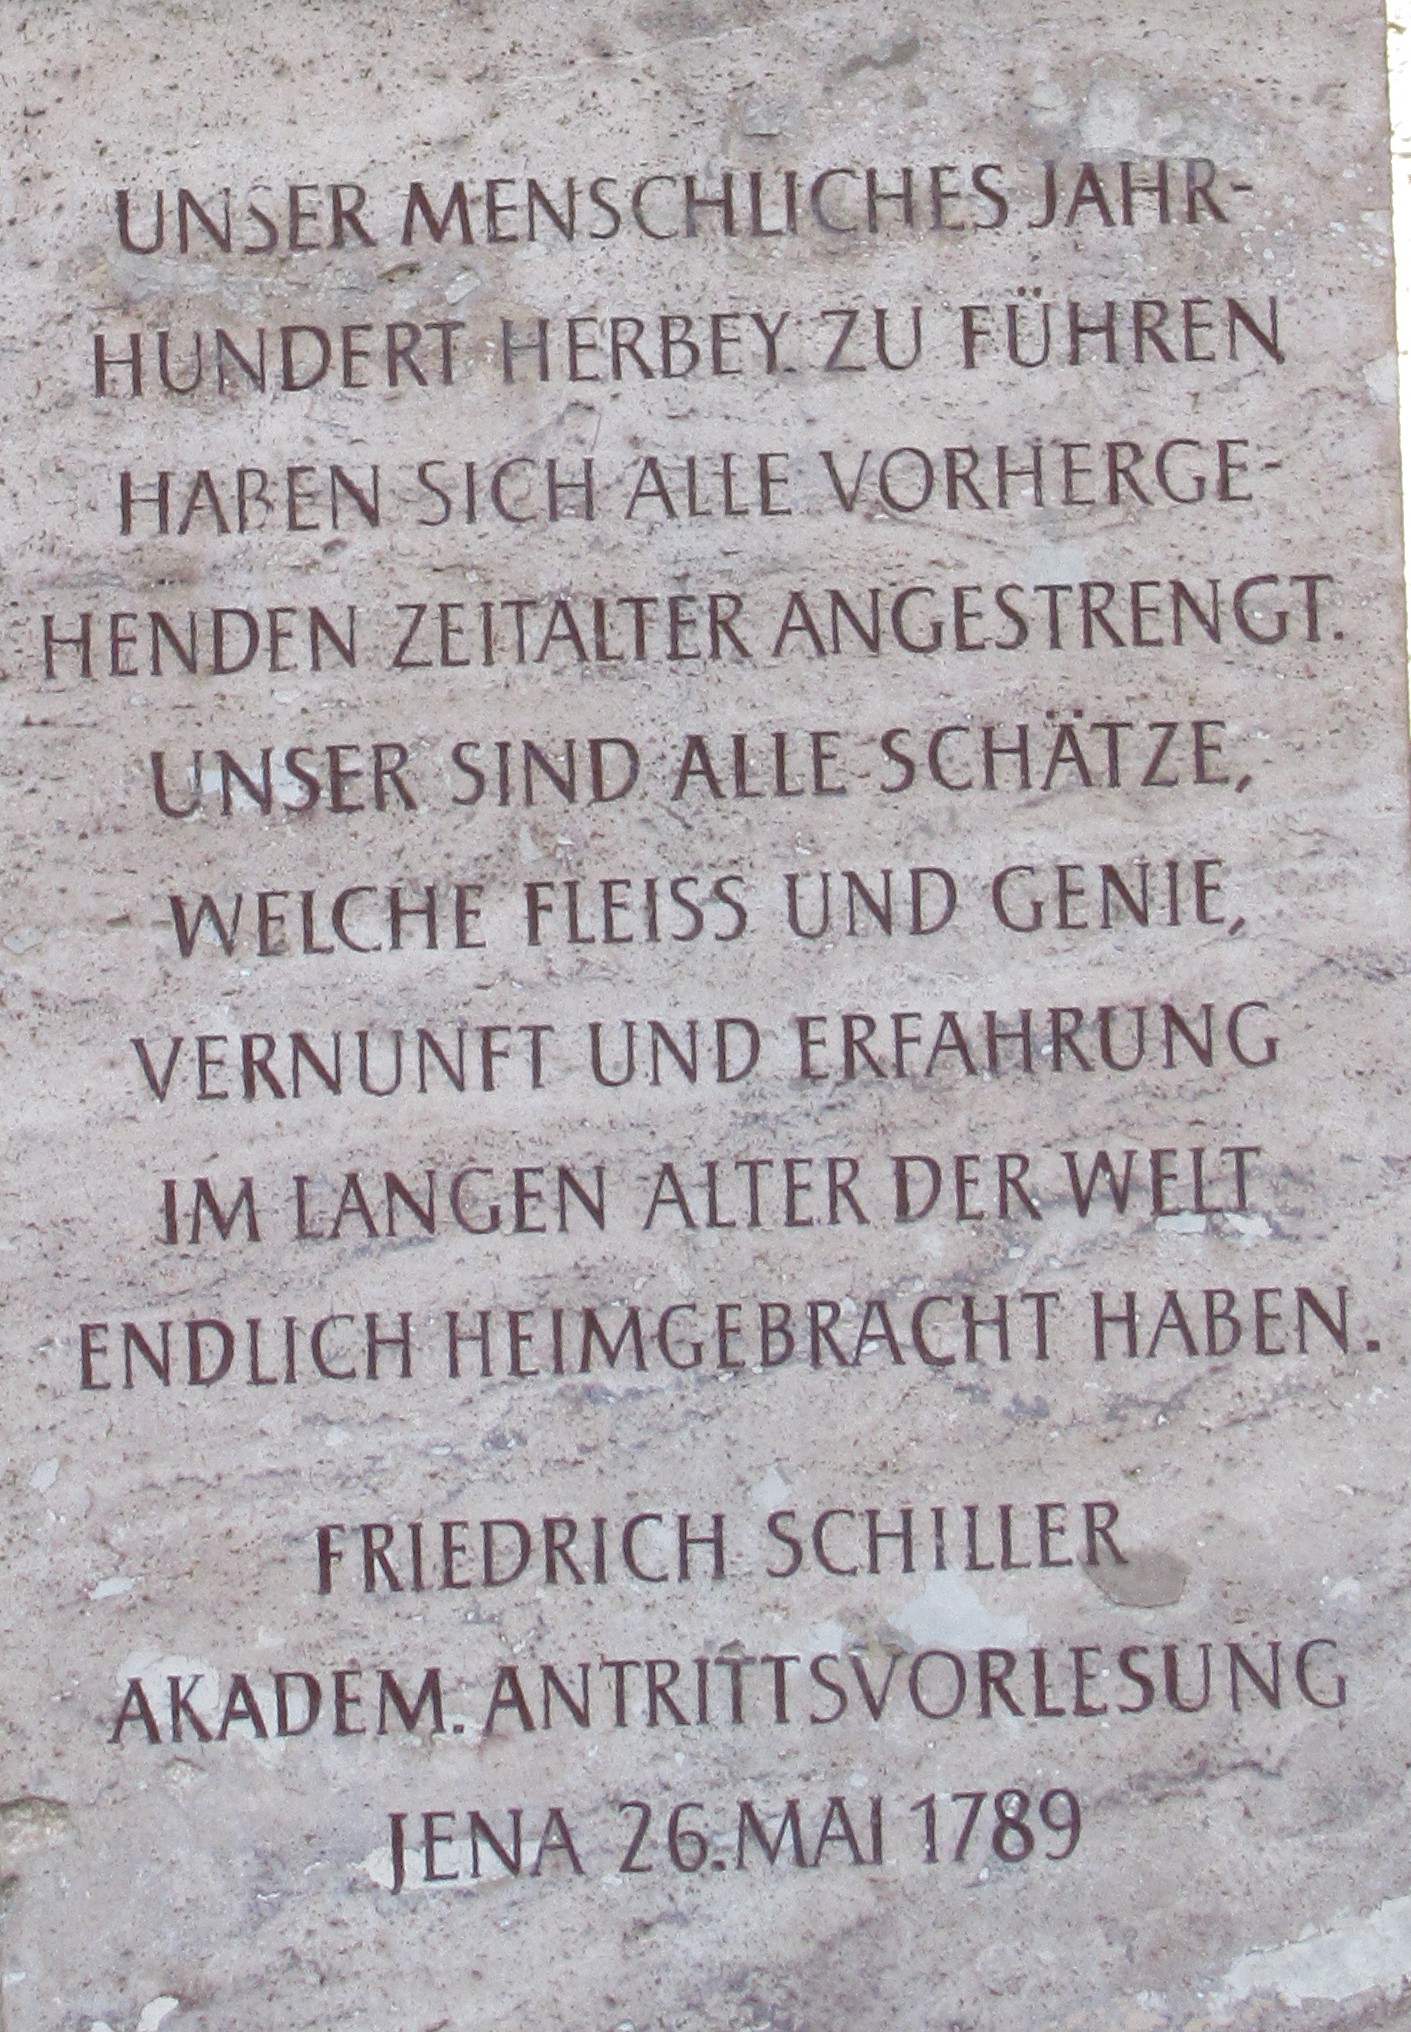 UNSER MENSCHLICHES JAHR-
HUNDERT HERBEY ZU FÜHREN
HABEN SICH ALLE VORHERGE-
HENDEN ZEITALTER ANGESTRENGT.
UNSER SIND ALLE SCHÄTZE,
WELCHE FLEISS UND GENIE,
VERNUNFT UND ERFAHRUNG
IM LANGEN ALTER DER WELT
ENDLICH HEIMGEBRACHT HABEN.
FRIEDRICH SCHILLER
AKADEM. ANTRITTSVORLESUNG
JENA 26. MAI 1789